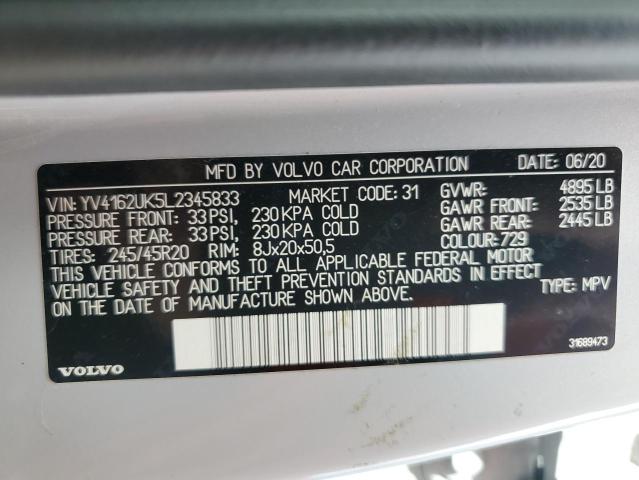 MFD BY VOLVO CAR CORPORATION DATE: 06/20
VIN: YV4162UK5L2345833 MARKET CODE: 31 GVWR: 4895 LB
PRESSURE FRONT: 33 PSI, 230 KPA COLD GAWR FRONT: 2535 LB
PRESSURE REAR: 33 PSI, 230 KPA COLD GAWR REAR: 2445 LB
TIRES: 245/45R20 RIM: 8Jx20x50,5 COLOUR: 729
THIS VEHICLE CONFORMS TO ALL APPLICABLE FEDERAL MOTOR
VEHICLE SAFETY AND THEFT PREVENTION STANDARDS IN EFFECT TYPE: MPV
ON THE DATE OF MANUFACTURE SHOWN ABOVE.
VOLVO 31689473